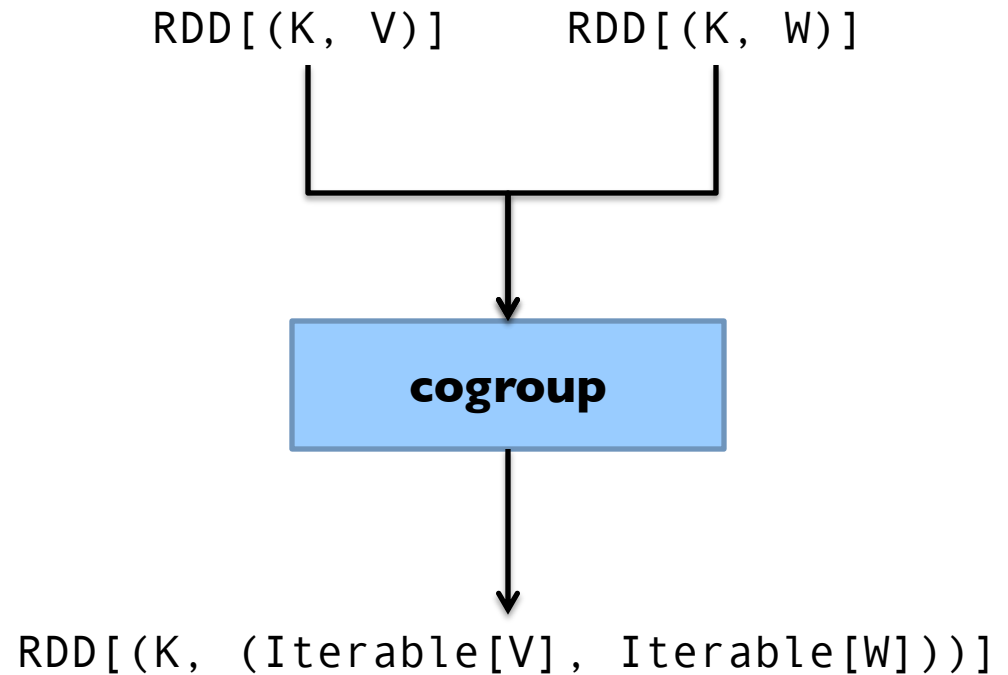 RDD[(K, V)] RDD[(K, W)]
cogroup
RDD[(K, (Iterable[V], Iterable[W]))]